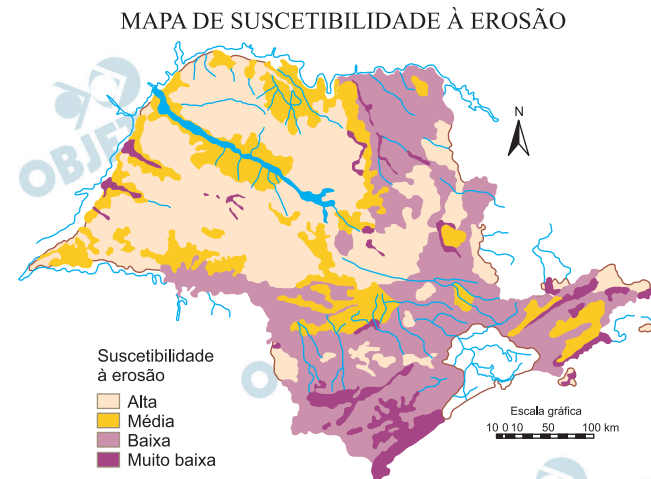 MAPA DE SUSCETIBILIDADE À EROSÃO
OBJET
N
Suscetibilidade
à erosão
Alta
Média
Baixa
Muito baixa
O
Escala gráfica
10 0 10 50 100 km